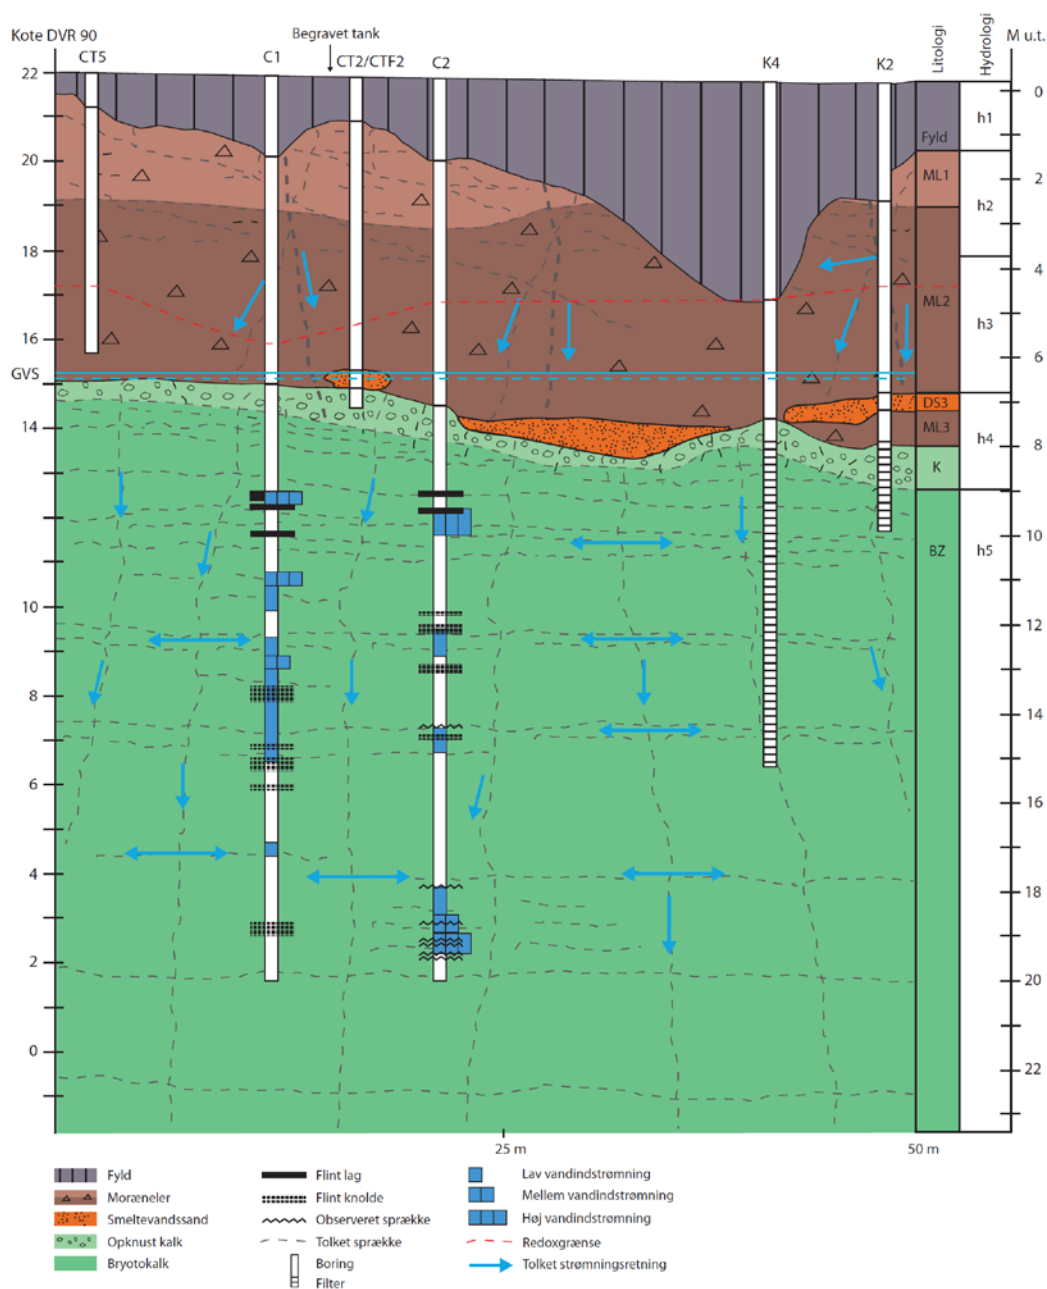 Kote DVR 90
Begravet tank
M u.t.
CT5
C1
CT2/CTF2
C2
K4
K2
Litologi
Hydrologi
22
20
18
16
GVS
14
10
8
6
4
2
0
0
2
4
6
8
10
12
14
16
18
20
22
Fyld
ML1
ML2
DS3
ML3
K
BZ
h1
h2
h3
h4
h5
25 m
50 m
Fyld
Moræneler
Smeltevandssand
Opknust kalk
Bryotokalk
Flint lag
Flint knolde
Observeret sprække
Tolket sprække
Boring
Filter
Lav vandindstrømning
Mellem vandindstrømning
Høj vandindstrømning
Redoxgrænse
Tolket strømningsretning